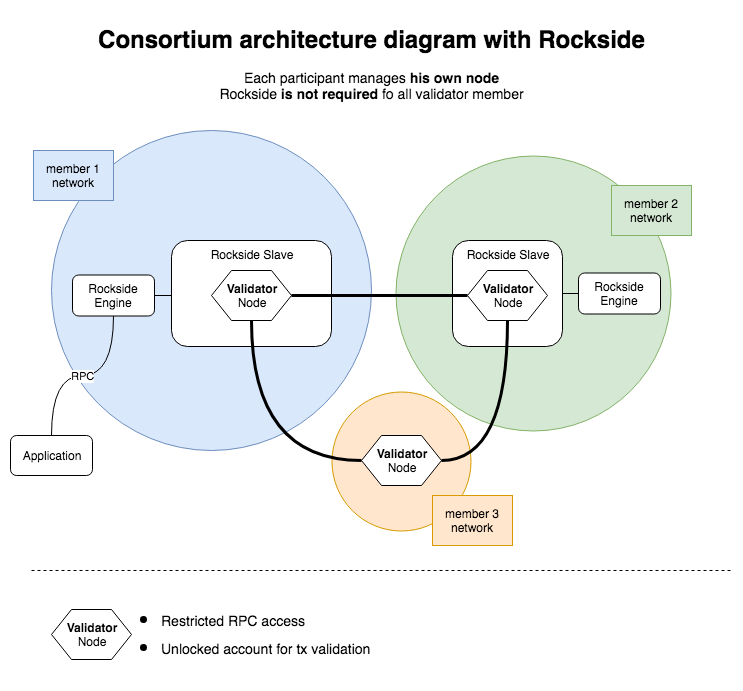 Consortium architecture diagram with Rockside
Each participant manages his own node
Rockside is not required fo all validator member
member 1
network
member 2
network
Rockside Slave
Validator
Node
Rockside
Engine
Rockside Slave
Validator
Node
Rockside
Engine
RPC
Application
Validator
Node
member 3
network
Validator
Node
Restricted RPC access
Unlocked account for tx validation